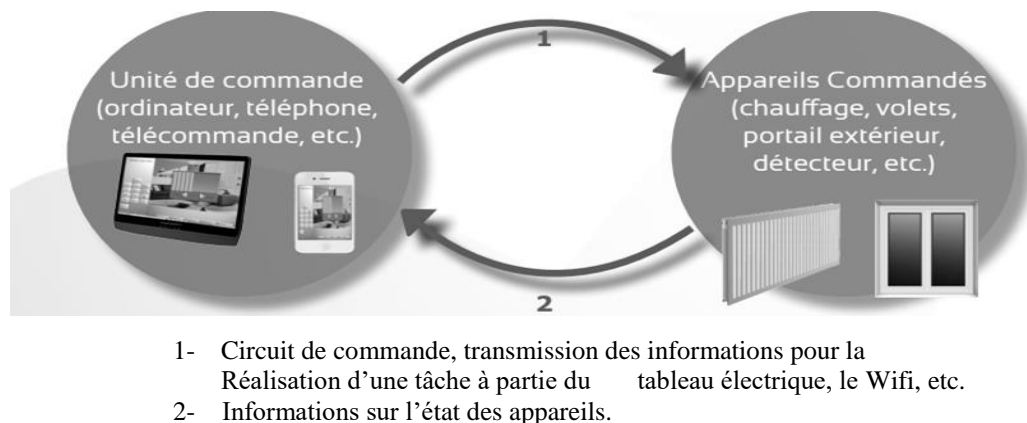 1
Unité de commande
(ordinateur, téléphone,
télécommande, etc.)
Appareils Commandés
(chauffage, volets,
portail extérieur,
détecteur, etc.)
2
1- Circuit de commande, transmission des informations pour la
Réalisation d’une tâche à partie du tableau électrique, le Wifi, etc.
2- Informations sur l’état des appareils.